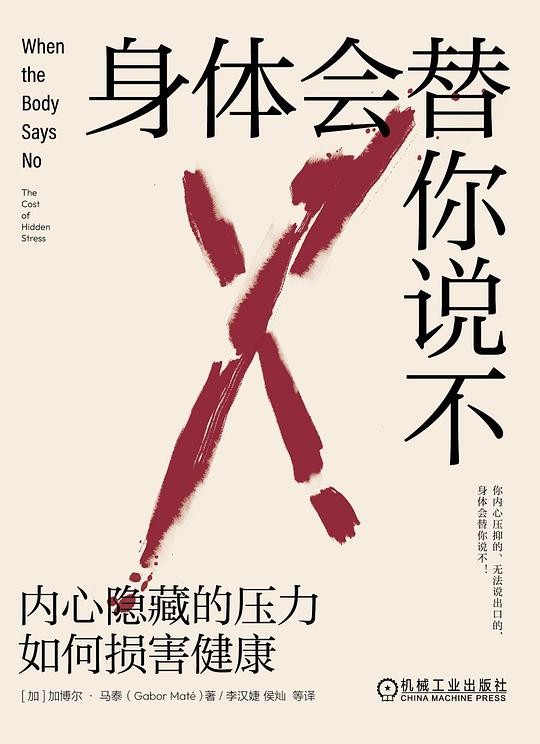 When
the
Body
Says
No
The
Cost
of
Hidden
Stress
身体会替
你
说
不
你内心压抑的、无法说出口的，
身体会替你说不！
内心隐藏的压力
如何损害健康
[加]加博尔 · 马泰（Gabor Maté）著 / 李汉婕 侯灿 等译
机械工业出版社
CHINA MACHINE PRESS